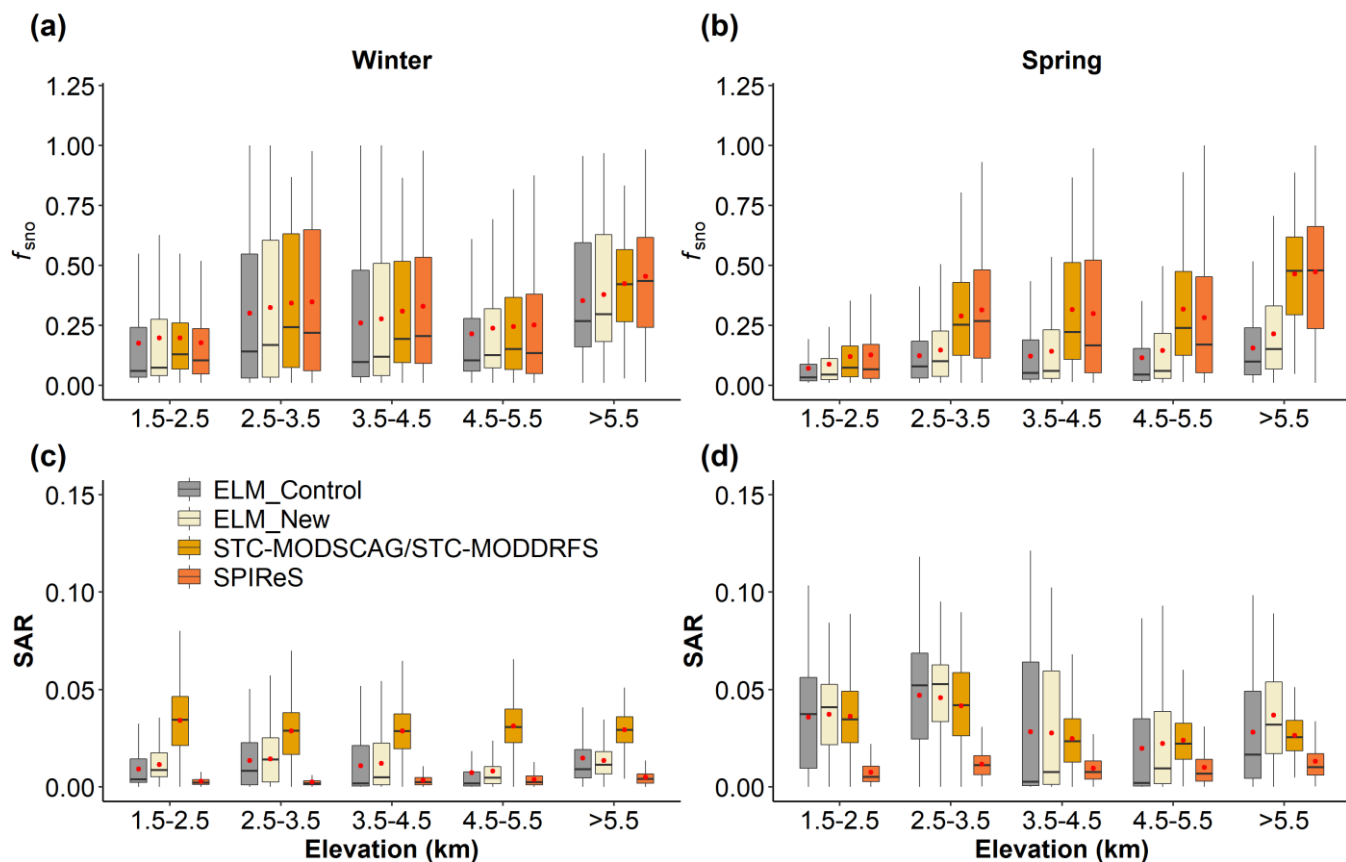 (a)
Winter
1.25
1.00
0.75
0.50
0.25
0.00
fsno
1.5-2.5 2.5-3.5 3.5-4.5 4.5-5.5 >5.5
(b)
Spring
1.25
1.00
0.75
0.50
0.25
0.00
fsno
1.5-2.5 2.5-3.5 3.5-4.5 4.5-5.5 >5.5
(c)
ELM_Control
ELM_New
STC-MODSCAG/STC-MODDRFS
SPIReS
0.15
0.10
0.05
0.00
SAR
1.5-2.5 2.5-3.5 3.5-4.5 4.5-5.5 >5.5
Elevation (km)
(d)
0.15
0.10
0.05
0.00
SAR
1.5-2.5 2.5-3.5 3.5-4.5 4.5-5.5 >5.5
Elevation (km)